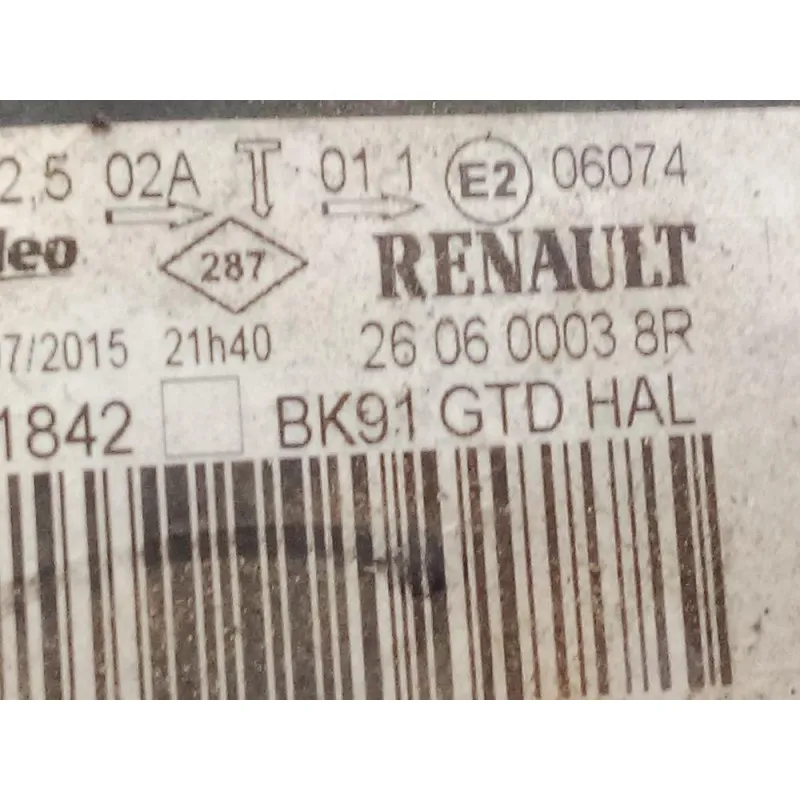 2,5 02A 01 1 E2 06074
leo 287 RENAULT
07/2015 21h40 26 06 0003 8R
1842 BK91 GTD HAL